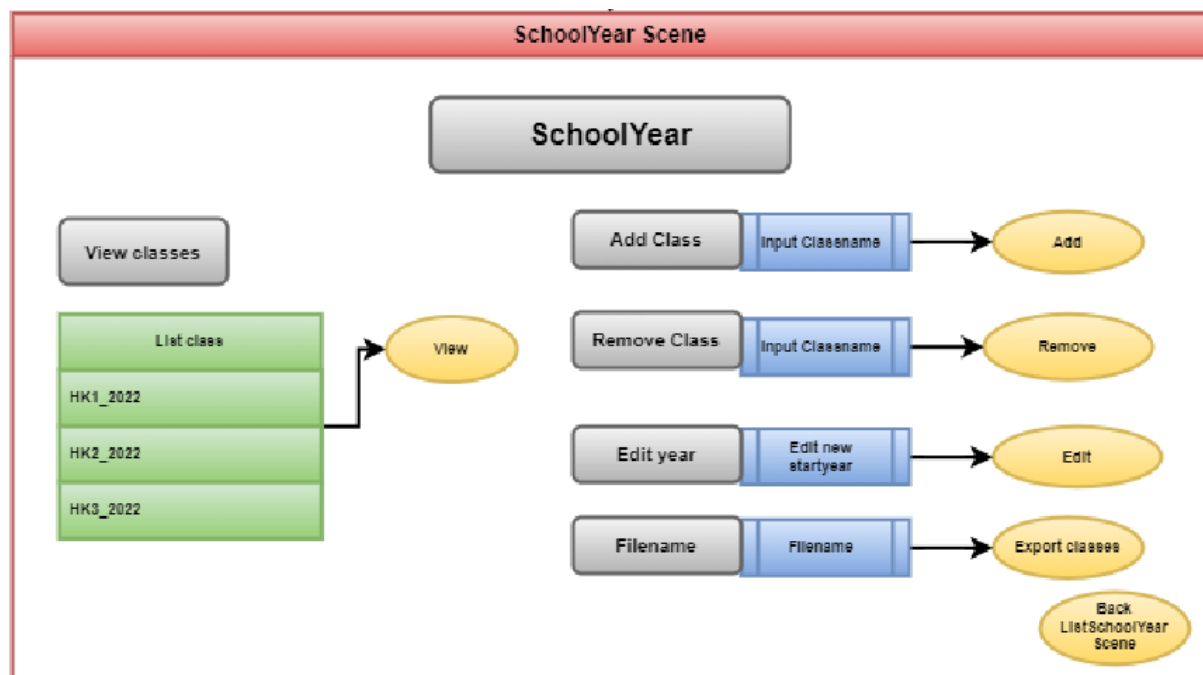 SchoolYear Scene
SchoolYear
View classes
List class
HK1_2022
HK2_2022
HK3_2022
View
Add Class
Input Classname
Add
Remove Class
Input Classname
Remove
Edit year
Edit new
startyear
Edit
Filename
Filename
Export classes
Back
ListSchoolYear
Scene